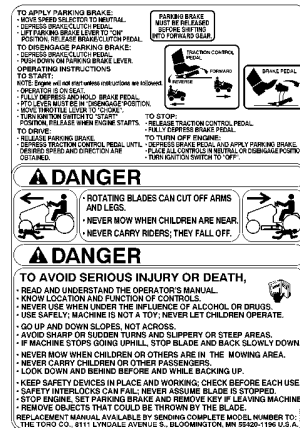 TO APPLY PARKING BRAKE:
• MOVE SPEED SELECTOR TO NEUTRAL.
• DEPRESS BRAKE/CLUTCH PEDAL.
• LIFT PARKING BRAKE LEVER TO "ON"
POSITION. RELEASE BRAKE/CLUTCH PEDAL.
TO DISENGAGE PARKING BRAKE:
• DEPRESS BRAKE/CLUTCH PEDAL.
• PUSH DOWN ON PARKING BRAKE LEVER.
PARKING BRAKE
MUST BE RELEASED
BEFORE SHIFTING
INTO FORWARD GEAR
OPERATING INSTRUCTIONS
TO START:
NOTE: Engine will not start unless instructions are followed.
• OPERATOR IS ON SEAT.
• FULLY DEPRESS AND HOLD BRAKE PEDAL.
• PTO LEVER MUST BE IN "DISENGAGE" POSITION.
• MOVE THROTTLE LEVER TO "CHOKE".
• TURN IGNITION SWITCH TO "START"
POSITION, RELEASE WHEN ENGINE STARTS.
TO DRIVE:
• RELEASE PARKING BRAKE.
• DEPRESS TRACTION CONTROL PEDAL UNTIL
DESIRED SPEED AND DIRECTION ARE
OBTAINED.
TRACTION CONTROL
PEDAL
FORWARD
REVERSE
BRAKE PEDAL
TO STOP:
• RELEASE TRACTION CONTROL PEDAL.
• FULLY DEPRESS BRAKE PEDAL.
TO TURN OFF ENGINE:
• DEPRESS BRAKE PEDAL AND APPLY PARKING BRAKE.
• PLACE ALL CONTROLS IN NEUTRAL OR DISENGAGE POSITIO
• TURN IGNITION SWITCH TO "OFF".
DANGER
• ROTATING BLADES CAN CUT OFF ARMS
AND LEGS.
• NEVER MOW WHEN CHILDREN ARE NEAR.
• NEVER CARRY RIDERS; THEY FALL OFF.
DANGER
TO AVOID SERIOUS INJURY OR DEATH,
• READ AND UNDERSTAND THE OPERATOR'S MANUAL.
• KNOW LOCATION AND FUNCTION OF CONTROLS.
• NEVER USE WHEN UNDER THE INFLUENCE OF ALCOHOL OR DRUGS.
• USE SAFELY; MACHINE IS NOT A TOY; NEVER LET CHILDREN OPERATE.
• GO UP AND DOWN SLOPES, NOT ACROSS.
• AVOID SHARP OR SUDDEN TURNS AND SLIPPERY OR STEEP AREAS.
• IF MACHINE STOPS GOING UPHILL, STOP BLADE AND BACK SLOWLY DOWN.
• NEVER MOW WHEN CHILDREN OR OTHERS ARE IN THE MOWING AREA.
• NEVER CARRY CHILDREN OR OTHER PASSENGERS.
• LOOK DOWN AND BEHIND BEFORE AND WHILE BACKING UP.
• KEEP SAFETY DEVICES IN PLACE AND WORKING; CHECK BEFORE EACH USE.
• SAFETY INTERLOCKS CAN FAIL; NEVER ASSUME BLADE IS STOPPED.
• STOP ENGINE, SET PARKING BRAKE AND REMOVE KEY IF LEAVING MACHINE
• REMOVE OBJECTS THAT COULD BE THROWN BY THE BLADE.
REPLACEMENT MANUAL AVAILABLE BY SENDING COMPLETE MODEL NUMBER TO:
THE TORO CO., 8111 LYNDALE AVENUE S., BLOOMINGTON, MN 55420-1196 U.S.A.